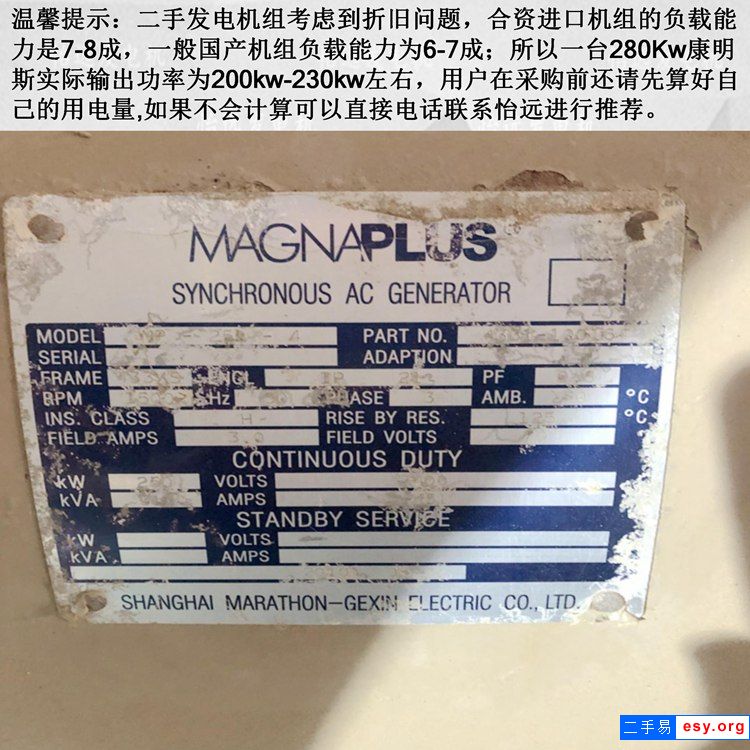 温馨提示：二手发电机组考虑到折旧问题，合资进口机组的负载能
力是7-8成，一般国产机组负载能力为6-7成；所以一台280Kw康明
斯实际输出功率为200kw-230kw左右，用户在采购前还请先算好自
己的用电量,如果不会计算可以直接电话联系怡远进行推荐。
MAGNAPLUS
SYNCHRONOUS AC GENERATOR
MODEL PART NO.
SERIAL ADAPTION
FRAME ENCL PF
RPM Hz PHASE 3 AMB. °C
INS. CLASS H RISE BY RES. 125 °C
FIELD AMPS FIELD VOLTS
CONTINUOUS DUTY
kW 250 VOLTS
kVA AMPS
STANDBY SERVICE
kW VOLTS
kVA AMPS
SHANGHAI MARATHON-GEXIN ELECTRIC CO., LTD.
二手易 esy.org